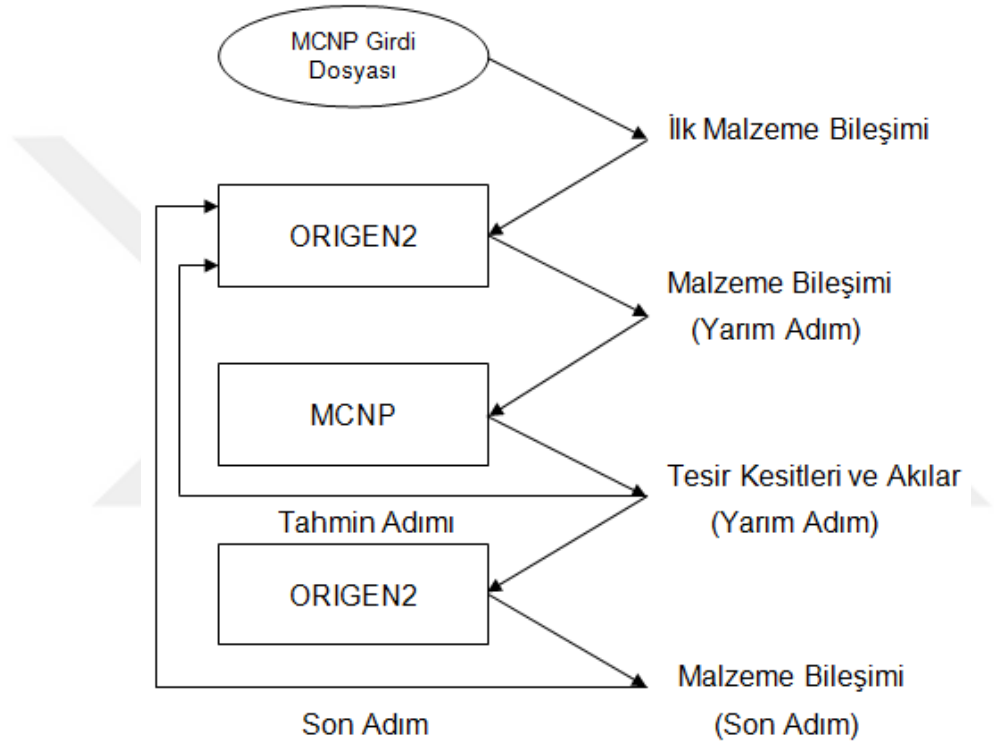 MCNP Girdi
Dosyası
İlk Malzeme Bileşimi
ORIGEN2
Malzeme Bileşimi
(Yarım Adım)
MCNP
Tesir Kesitleri ve Akılar
(Yarım Adım)
Tahmin Adımı
ORIGEN2
Malzeme Bileşimi
(Son Adım)
Son Adım